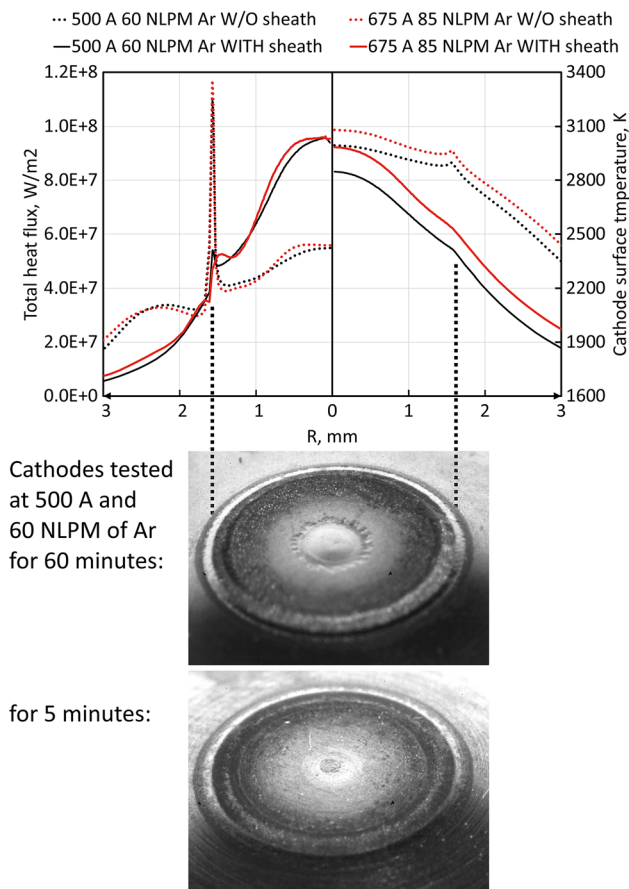 500 A 60 NLPM Ar W/O sheath 675 A 85 NLPM Ar W/O sheath
500 A 60 NLPM Ar WITH sheath 675 A 85 NLPM Ar WITH sheath
Total heat flux, W/m2
1.2E+8
1.0E+8
8.0E+7
6.0E+7
4.0E+7
2.0E+7
0.0E+0
3400
3100
2800
2500
2200
1900
1600
Cathode surface tmperature, K
3 2 1 0 1 2 3
R, mm
Cathodes tested
at 500 A and
60 NLPM of Ar
for 60 minutes:
for 5 minutes: